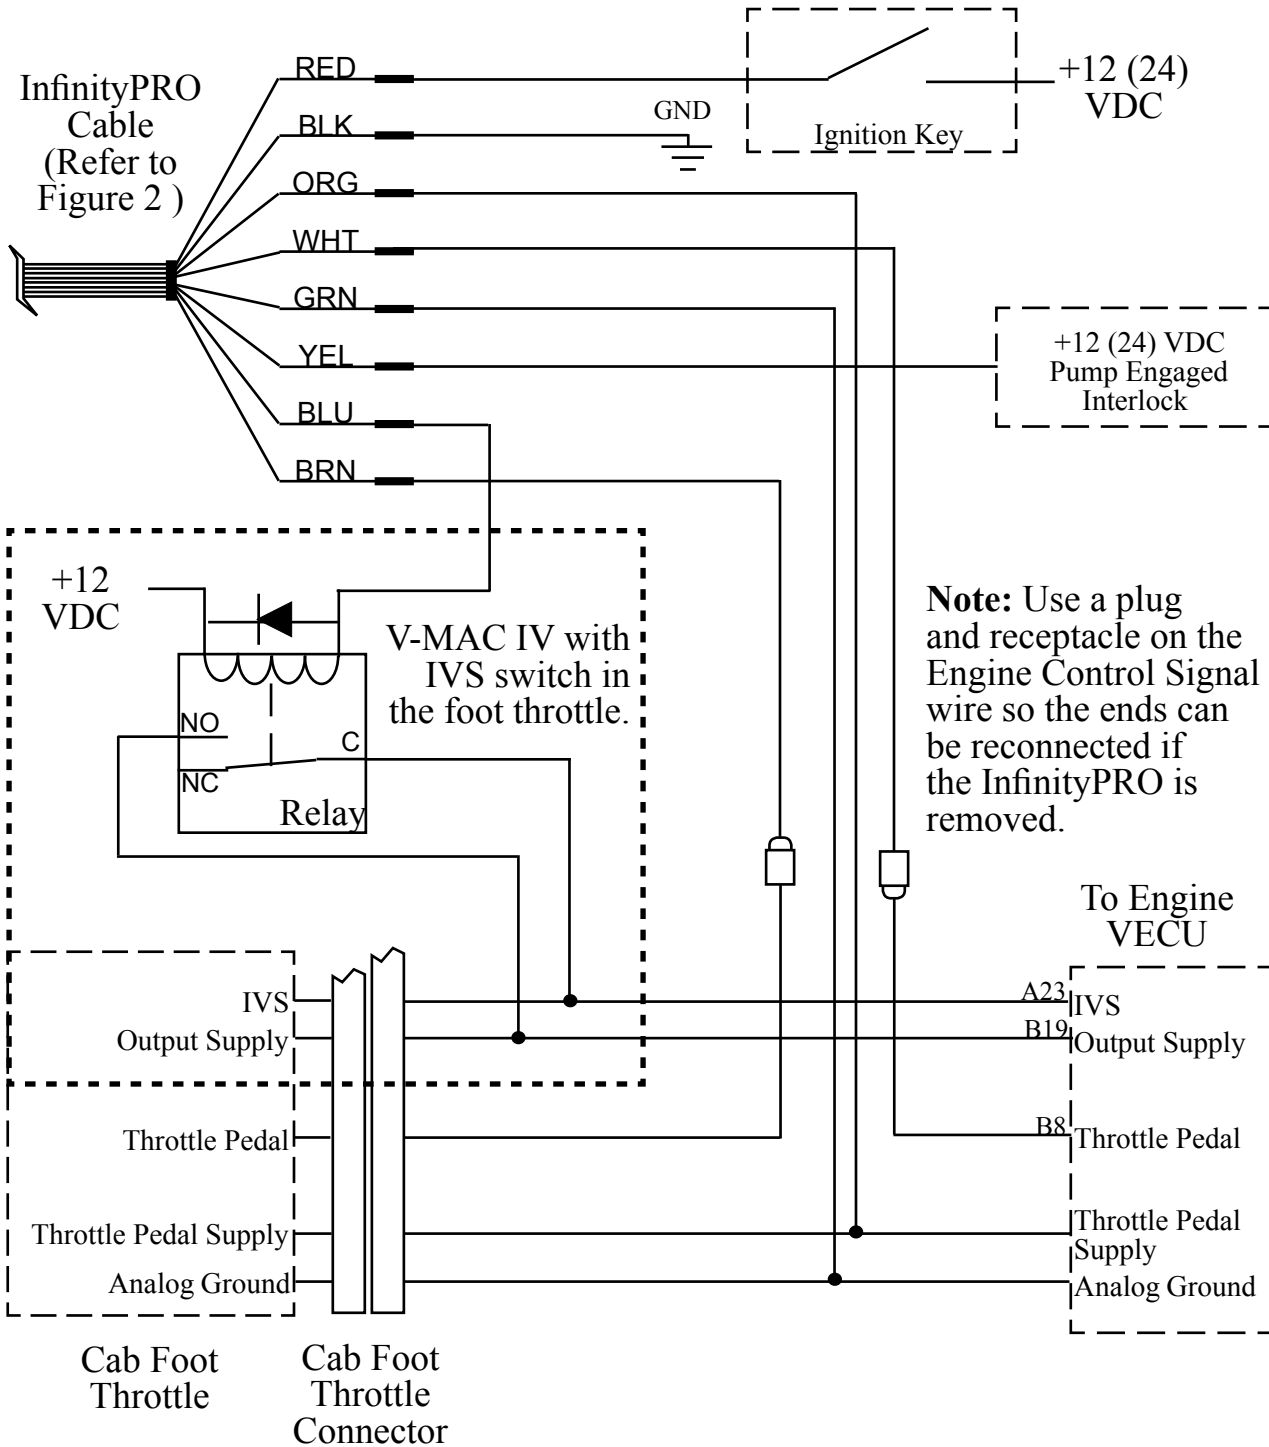 InfinityPRO
Cable
(Refer to
Figure 2 )
RED
BLK
ORG
WHT
GRN
YEL
BLU
BRN
GND
Ignition Key
+12 (24)
VDC
+12 (24) VDC
Pump Engaged
Interlock
+12
VDC
V-MAC IV with
IVS switch in
the foot throttle.
NO
C
NC
Relay
Note: Use a plug
and receptacle on the
Engine Control Signal
wire so the ends can
be reconnected if
the InfinityPRO is
removed.
To Engine
VECU
IVS
Output Supply
Throttle Pedal
Throttle Pedal Supply
Analog Ground
A23
IVS
B19
Output Supply
B8
Throttle Pedal
Throttle Pedal
Supply
Analog Ground
Cab Foot
Throttle
Cab Foot
Throttle
Connector